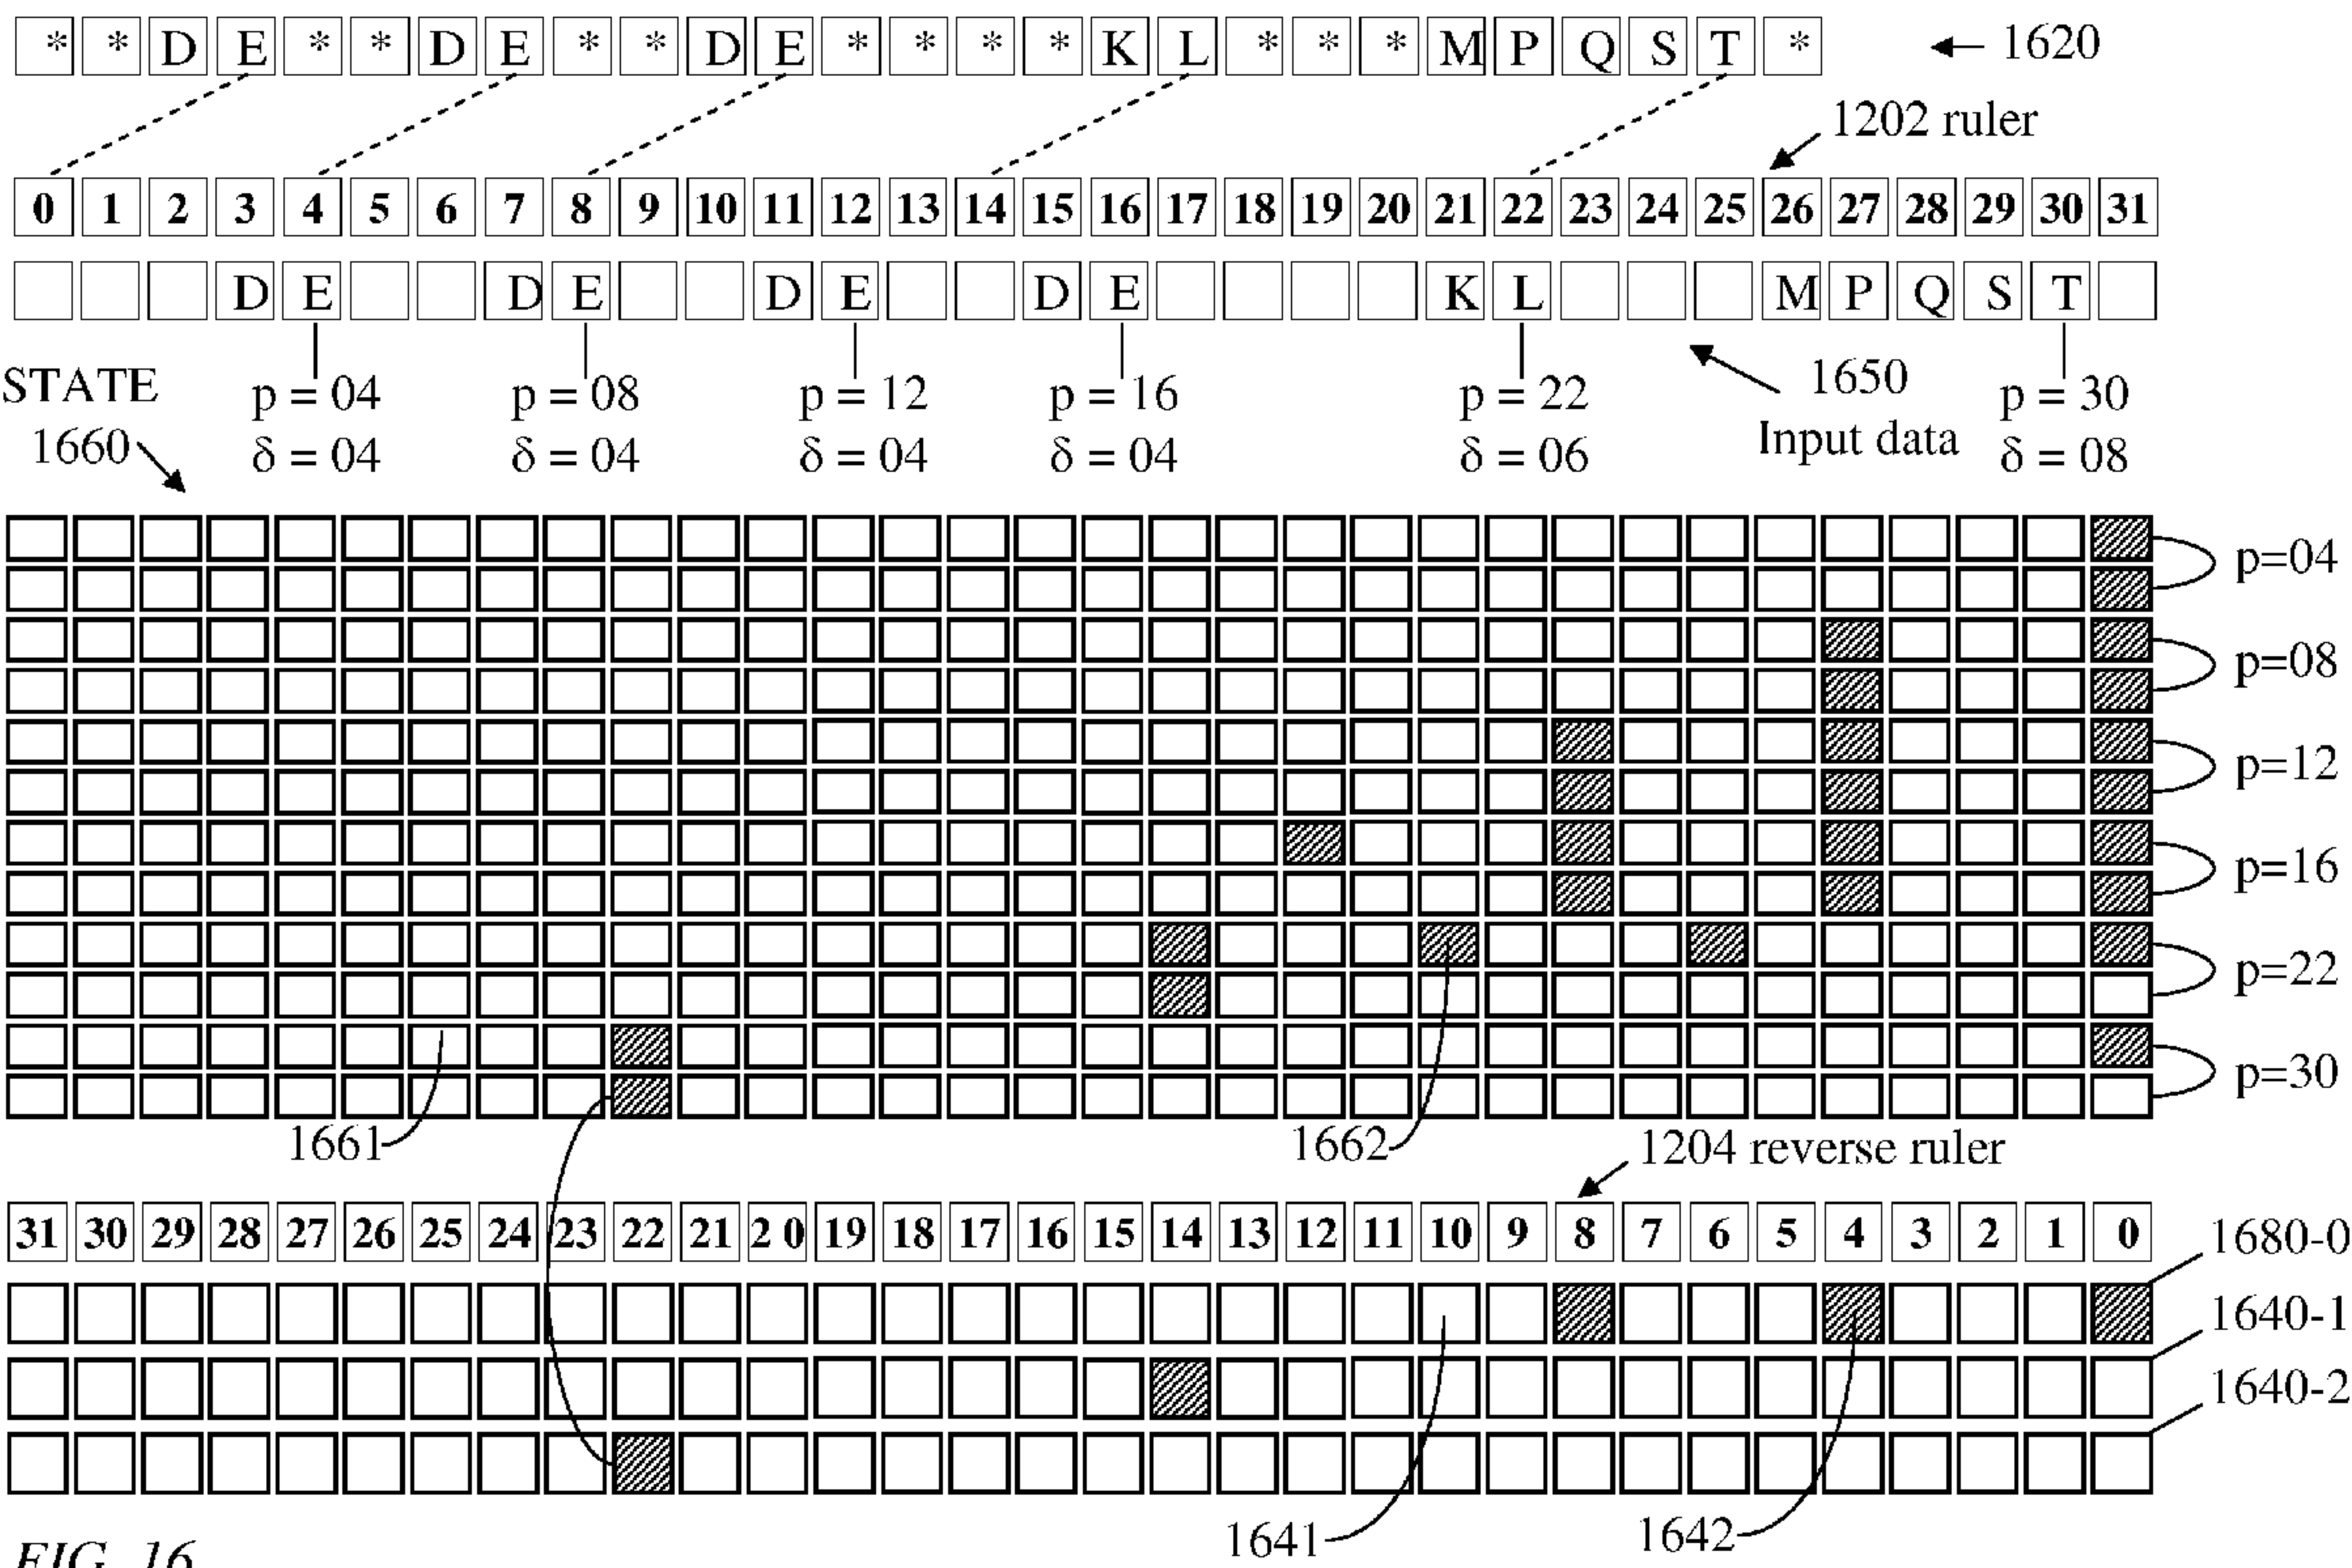 * * D E * * D E * * D E * * * * K L * * * M P Q S T * 1620
1202 ruler
0 1 2 3 4 5 6 7 8 9 10 11 12 13 14 15 16 17 18 19 20 21 22 23 24 25 26 27 28 29 30 31
D E D E D E D E K L M P Q S T
STATE 1660
p = 04 p = 08 p = 12 p = 16 p = 22 p = 30
δ = 04 δ = 04 δ = 04 δ = 04 δ = 06 δ = 08
1650
Input data
p=04
p=08
p=12
p=16
p=22
p=30
1661 1662
1204 reverse ruler
31 30 29 28 27 26 25 24 23 22 21 2 0 19 18 17 16 15 14 13 12 11 10 9 8 7 6 5 4 3 2 1 0
1680-0
1640-1
1640-2
1641 1642
FIG. 16